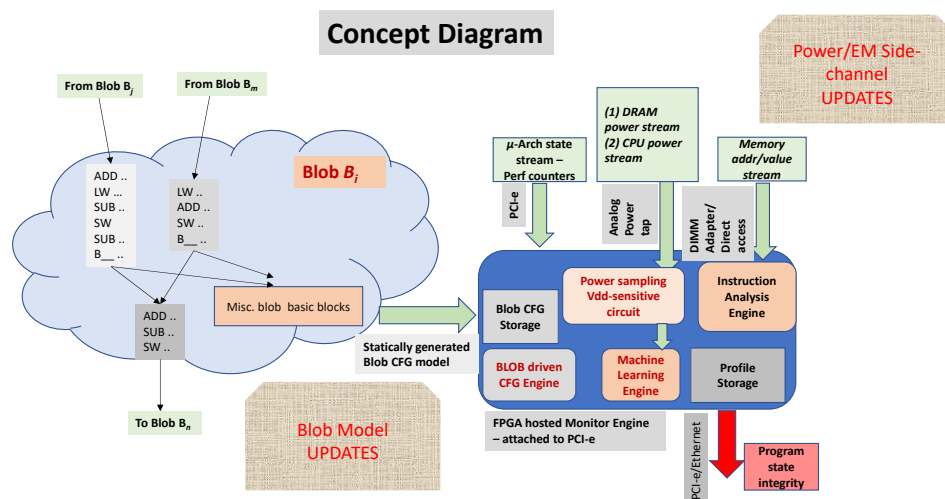 Concept Diagram
Power/EM Side-
channel
UPDATES
From Blob Bj
From Blob Bm
Blob Bi
ADD ..
LW ...
SUB ..
SW
SUB ..
B__ ..
LW ..
ADD ..
SW ..
B__ ..
Misc. blob basic blocks
ADD ..
SUB ..
SW ..
To Blob Bn
Statically generated
Blob CFG model
Blob Model
UPDATES
μ-Arch state
stream –
Perf counters
(1) DRAM
power stream
(2) CPU power
stream
Memory
addr/value
stream
PCI-e
Analog
Power
tap
DIMM
Adapter/
Direct
access
Blob CFG
Storage
Power sampling
Vdd-sensitive
circuit
Instruction
Analysis
Engine
BLOB driven
CFG Engine
Machine
Learning
Engine
Profile
Storage
FPGA hosted Monitor Engine
– attached to PCI-e
PCI-e/Ethernet
Program
state
integrity